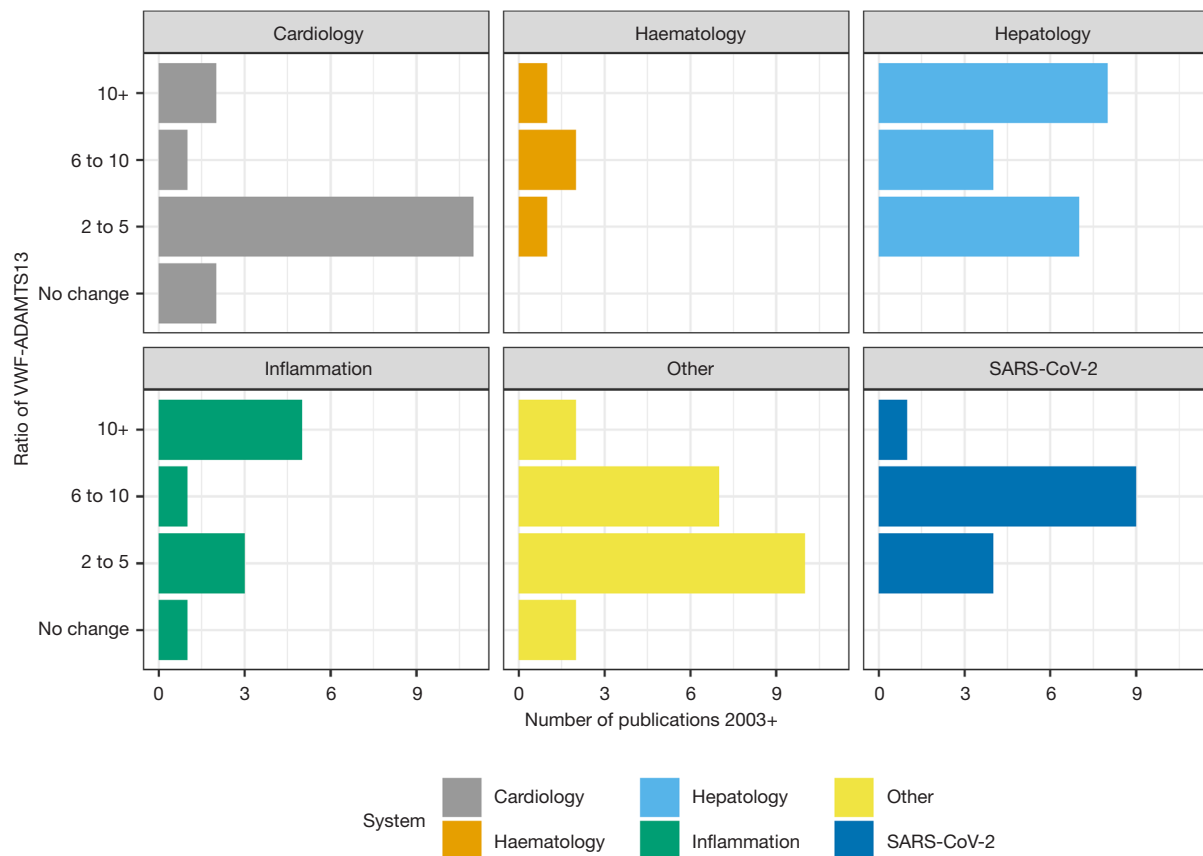 Cardiology
Haematology
Hepatology
10+
6 to 10
2 to 5
No change
Ratio of VWF-ADAMTS13
Inflammation
Other
SARS-CoV-2
10+
6 to 10
2 to 5
No change
0 3 6 9
0 3 6 9
0 3 6 9
Number of publications 2003+
System
Cardiology
Hepatology
Other
Haematology
Inflammation
SARS-CoV-2